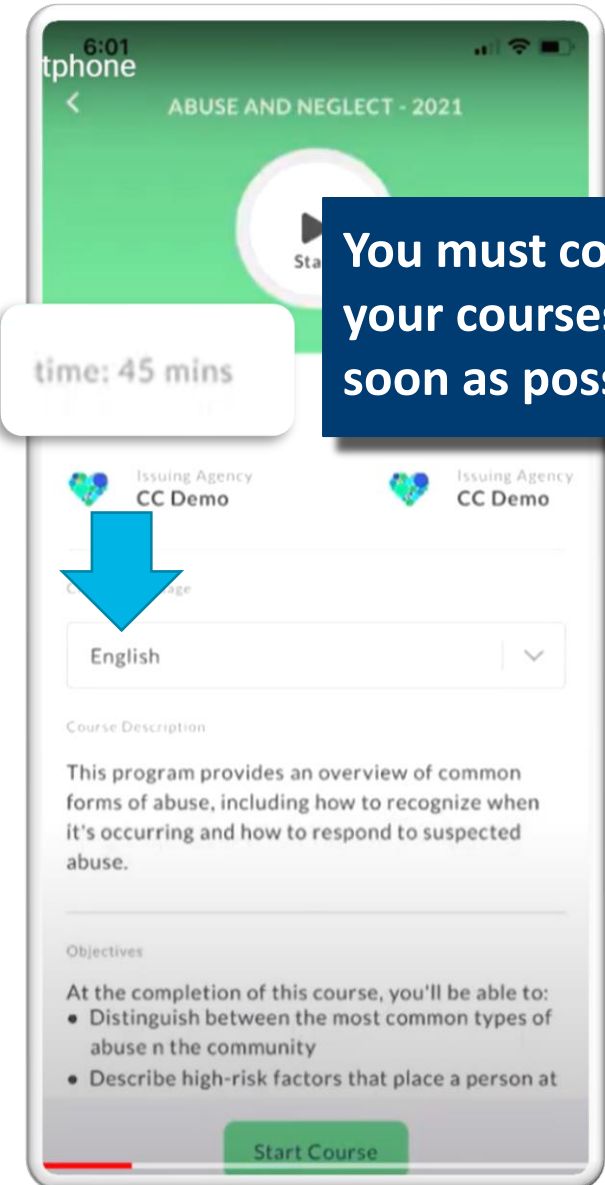 6:01
tphone
ABUSE AND NEGLECT - 2021
Sta
You must co
your courses
soon as poss
time: 45 mins
Issuing Agency
CC Demo
Issuing Agency
CC Demo
English
Course Description
This program provides an overview of common
forms of abuse, including how to recognize when
it's occurring and how to respond to suspected
abuse.
Objectives
At the completion of this course, you'll be able to:
• Distinguish between the most common types of
abuse n the community
• Describe high-risk factors that place a person at
Start Course